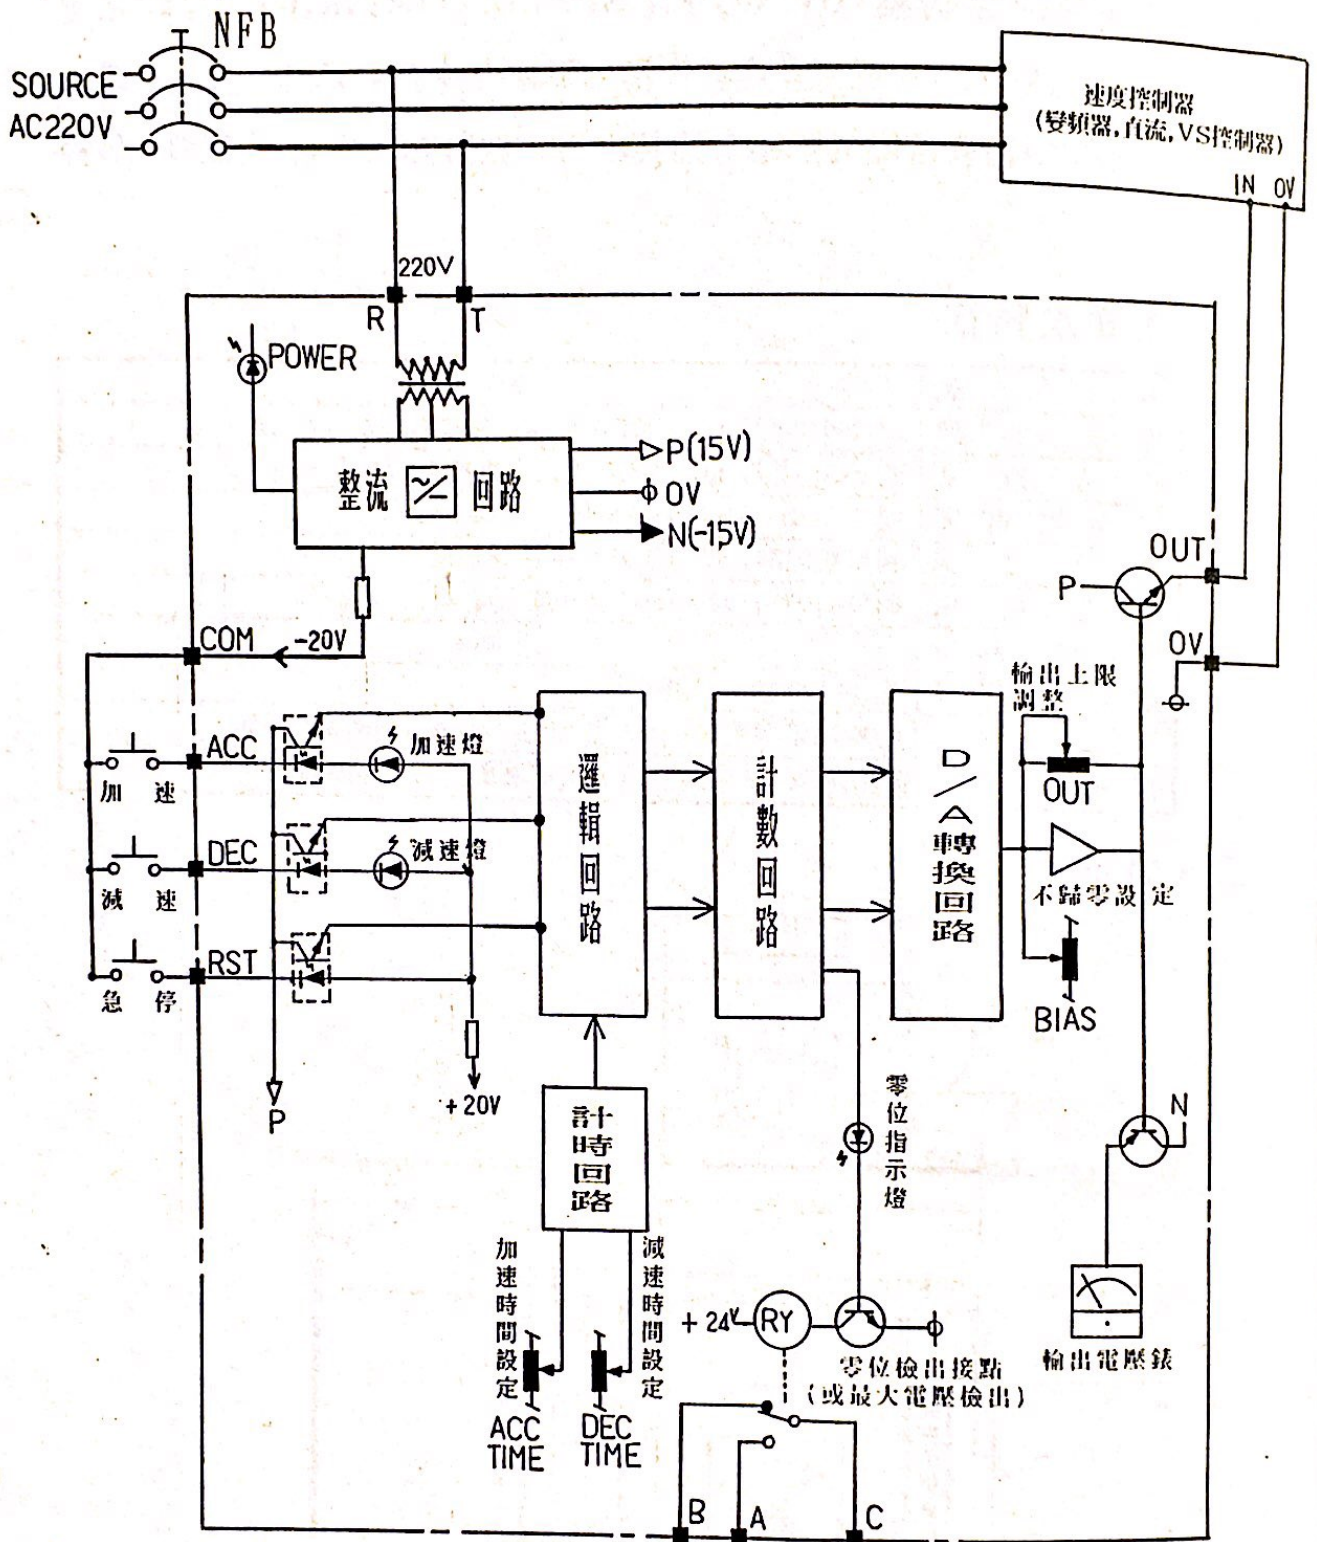 NFB
SOURCE
AC220V
速度控制器
(變頻器,直流,VS控制器)
IN OV
220V
R T
POWER
整流 ~/− 回路
P(15V)
OV
N(-15V)
COM
-20V
OUT
P
OV
輸出上限
調整
OUT
ACC
加速
加速燈
DEC
減速
減速燈
RST
急停
邏輯回路
計數回路
D/A轉換回路
不歸零設定
BIAS
P
+20V
計時回路
零位指示燈
N
加速時間設定
減速時間設定
ACC
TIME
DEC
TIME
+24V
RY
零位檢出接點
(或最大電壓檢出)
輸出電壓錶
B A C